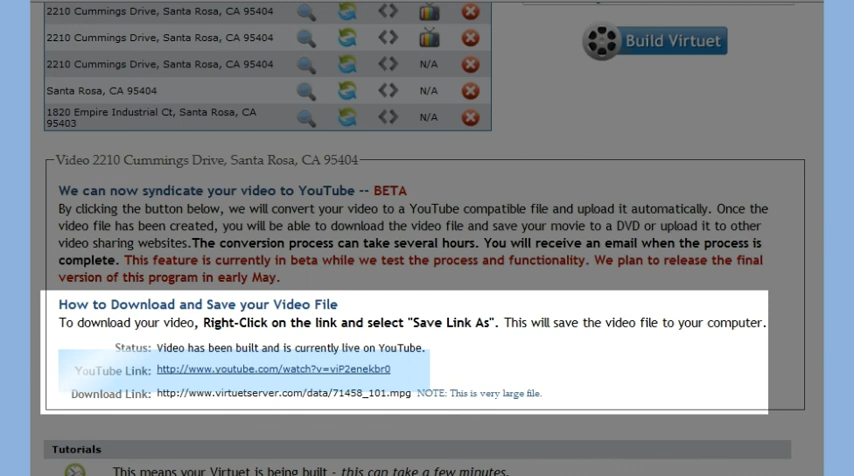 2210 Cummings Drive, Santa Rosa, CA 95404
2210 Cummings Drive, Santa Rosa, CA 95404
2210 Cummings Drive, Santa Rosa, CA 95404 N/A
Santa Rosa, CA 95404 N/A
1820 Empire Industrial Ct, Santa Rosa, CA
95403 N/A
Build Virtuet
Video 2210 Cummings Drive, Santa Rosa, CA 95404
We can now syndicate your video to YouTube -- BETA
By clicking the button below, we will convert your video to a YouTube compatible file and upload it automatically. Once the
video file has been created, you will be able to download the video file and save your movie to a DVD or upload it to other
video sharing websites.The conversion process can take several hours. You will receive an email when the process is
complete. This feature is currently in beta while we test the process and functionality. We plan to release the final
version of this program in early May.
How to Download and Save your Video File
To download your video, Right-Click on the link and select "Save Link As". This will save the video file to your computer.
Status: Video has been built and is currently live on YouTube.
YouTube Link: http://www.youtube.com/watch?v=viP2enekbr0
Download Link: http://www.virtuetserver.com/data/71458_101.mpg NOTE: This is very large file.
Tutorials
This means your Virtuet is being built - this can take a few minutes.